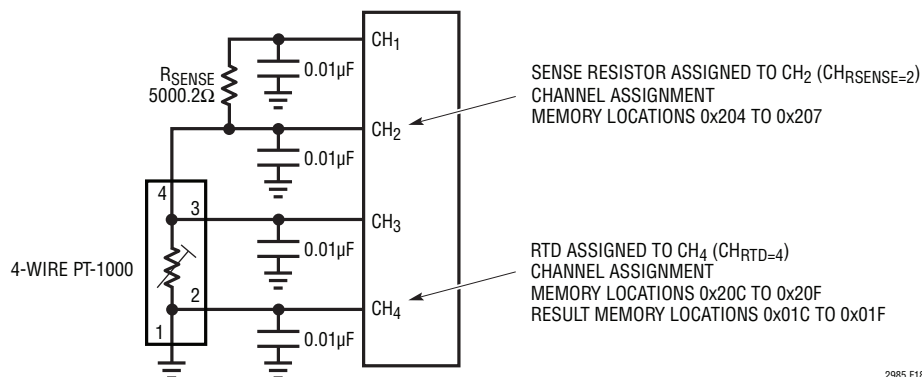 CH1
0.01µF
RSENSE
5000.2Ω
CH2
0.01µF
SENSE RESISTOR ASSIGNED TO CH2 (CHRSENSE=2)
CHANNEL ASSIGNMENT
MEMORY LOCATIONS 0x204 TO 0x207
4
3
CH3
0.01µF
4-WIRE PT-1000
2
CH4
0.01µF
1
RTD ASSIGNED TO CH4 (CHRTD=4)
CHANNEL ASSIGNMENT
MEMORY LOCATIONS 0x20C TO 0x20F
RESULT MEMORY LOCATIONS 0x01C TO 0x01F